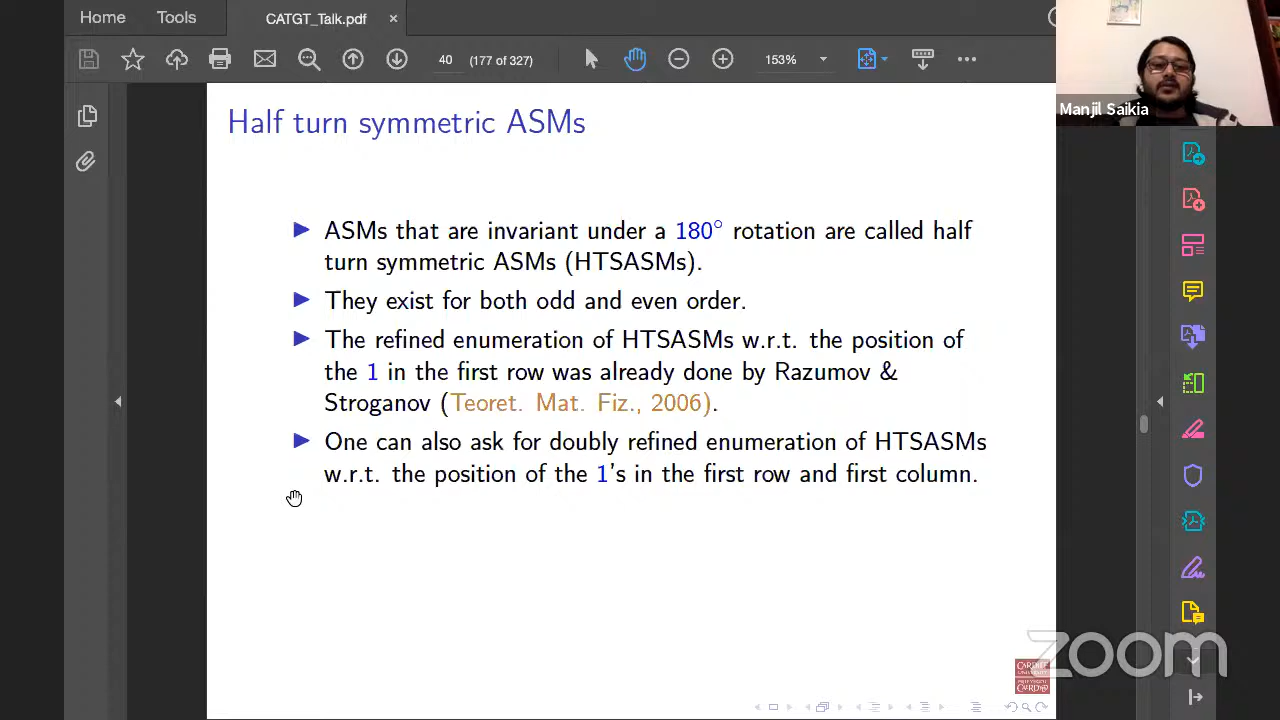 Home
Tools
CATGT_Talk.pdf
×
40
(177 of 327)
153%
Manjil Saikia
Half turn symmetric ASMs
ASMs that are invariant under a 180° rotation are called half
turn symmetric ASMs (HTSASMs).
They exist for both odd and even order.
The refined enumeration of HTSASMs w.r.t. the position of
the 1 in the first row was already done by Razumov &
Stroganov (Teoret. Mat. Fiz., 2006).
One can also ask for doubly refined enumeration of HTSASMs
w.r.t. the position of the 1's in the first row and first column.
CARDIFF
UNIVERSITY
PRIFYSGOL
CAERDYDD
zoom